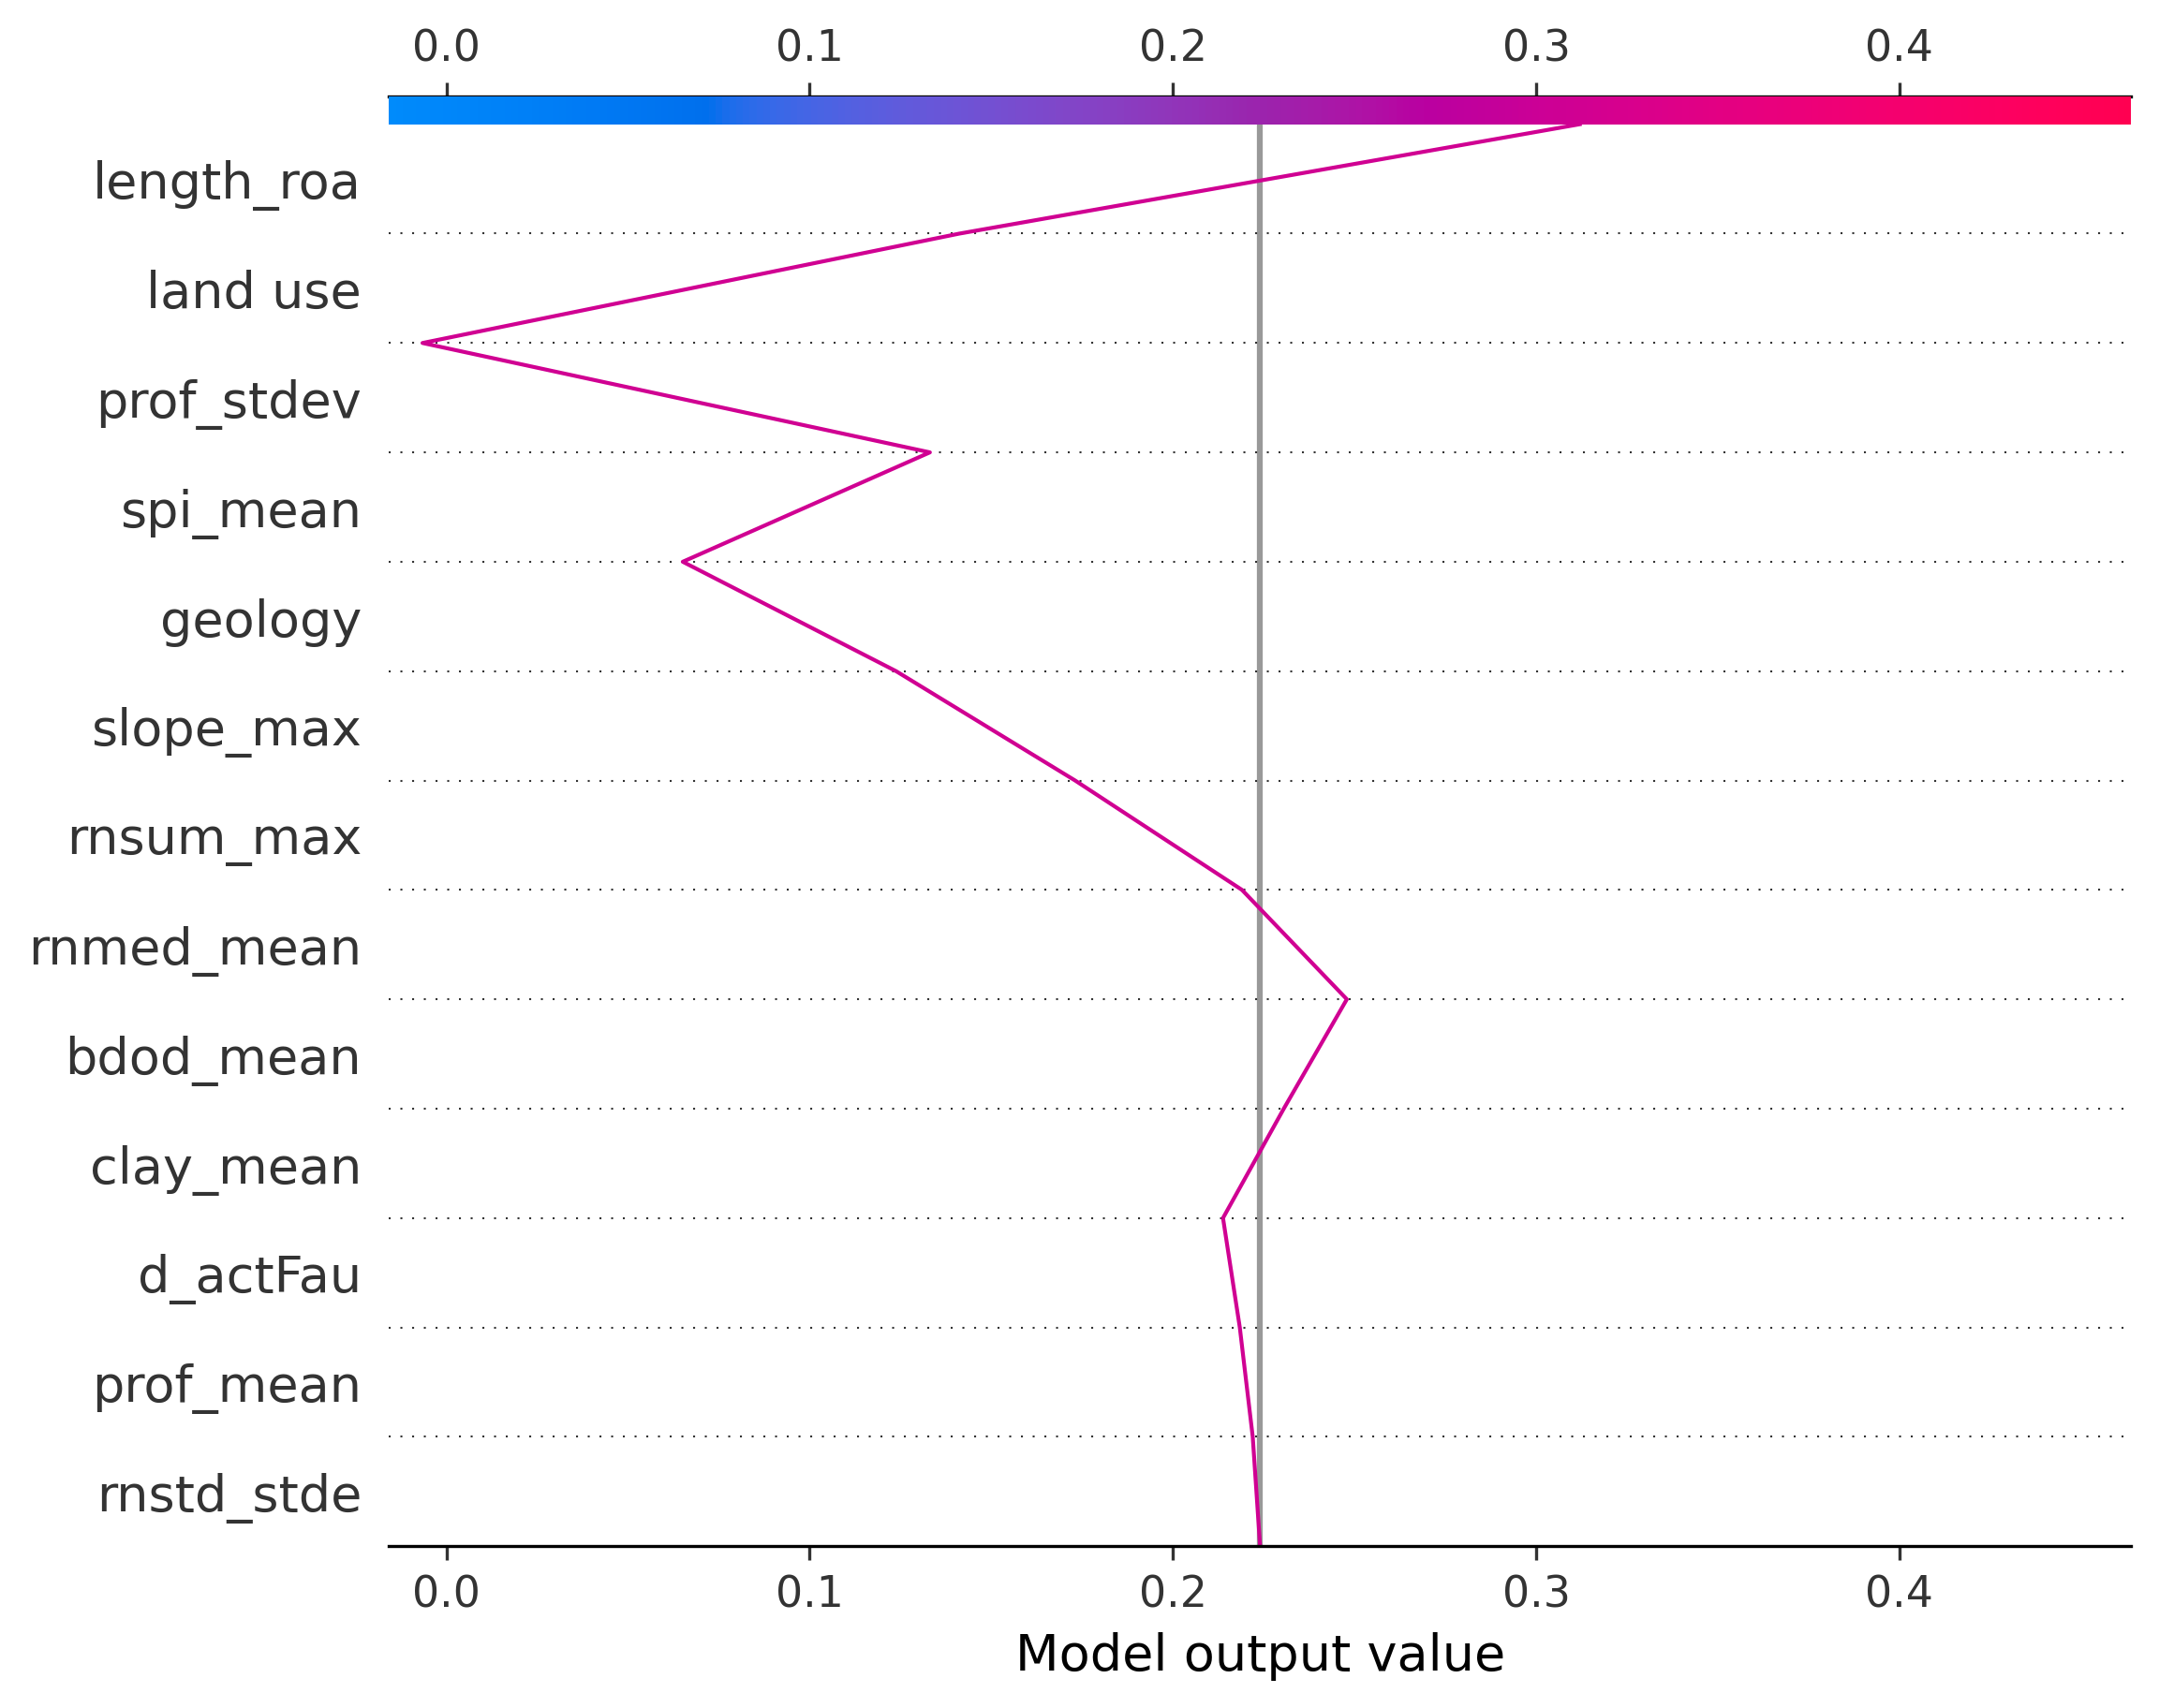 0.0 0.1 0.2 0.3 0.4
length_roa
land use
prof_stdev
spi_mean
geology
slope_max
rnsum_max
rnmed_mean
bdod_mean
clay_mean
d_actFau
prof_mean
rnstd_stde
0.0 0.1 0.2 0.3 0.4
Model output value